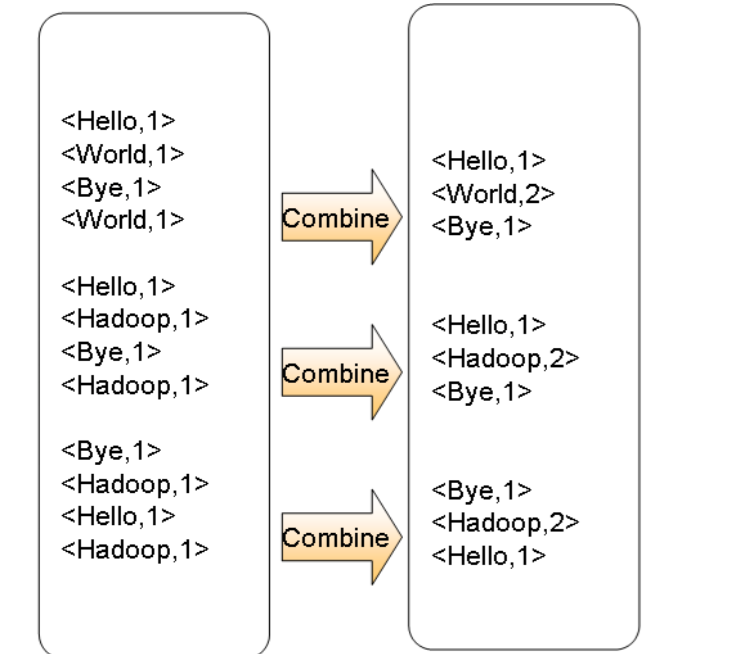 <Hello,1>
<World,1>
<Bye,1>
<World,1>
<Hello,1>
<Hadoop,1>
<Bye,1>
<Hadoop,1>
<Bye,1>
<Hadoop,1>
<Hello,1>
<Hadoop,1>
Combine
Combine
Combine
<Hello,1>
<World,2>
<Bye,1>
<Hello,1>
<Hadoop,2>
<Bye,1>
<Bye,1>
<Hadoop,2>
<Hello,1>